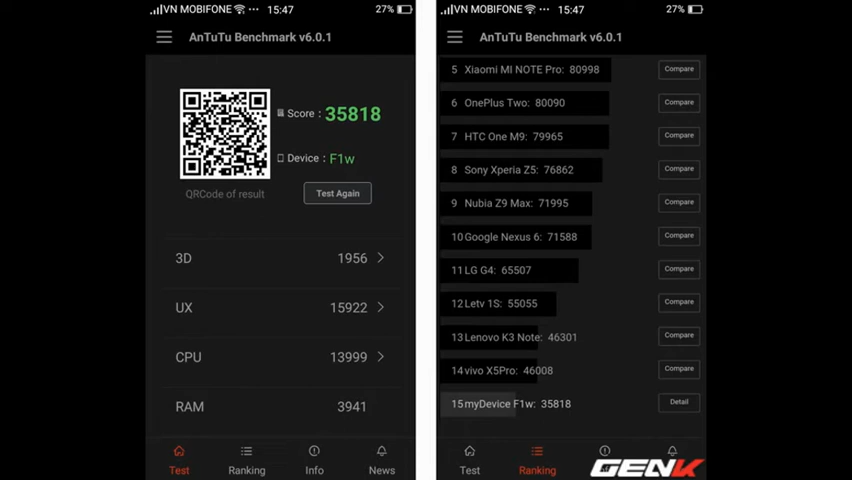 VN MOBIFONE ··· 15:47 27%
AnTuTu Benchmark v6.0.1
Score : 35818
Device : F1w
QRCode of result
Test Again
3D 1956
UX 15922
CPU 13999
RAM 3941
Test Ranking Info News
VN MOBIFONE ··· 15:47 27%
AnTuTu Benchmark v6.0.1
5 Xiaomi MI NOTE Pro: 80998 Compare
6 OnePlus Two: 80090 Compare
7 HTC One M9: 79965 Compare
8 Sony Xperia Z5: 76862 Compare
9 Nubia Z9 Max: 71995 Compare
10 Google Nexus 6: 71588 Compare
11 LG G4: 65507 Compare
12 Letv 1S: 55055 Compare
13 Lenovo K3 Note: 46301 Compare
14 vivo X5Pro: 46008 Compare
15 myDevice F1w: 35818 Detail
Test Ranking
GENK